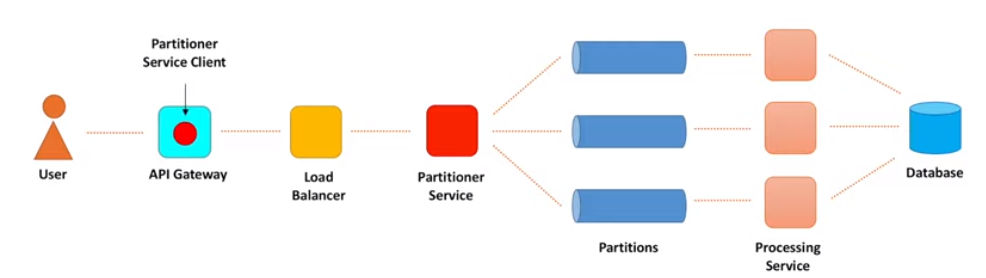 Partitioner
Service Client
User
API Gateway
Load
Balancer
Partitioner
Service
Partitions
Processing
Service
Database